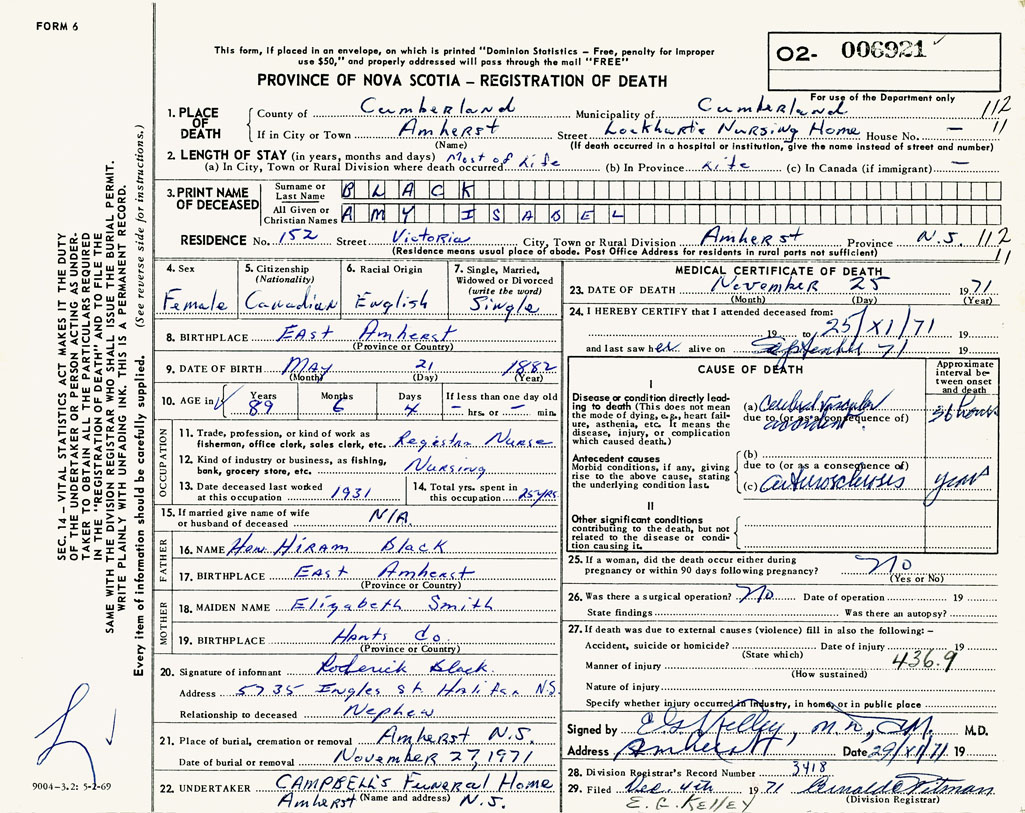 FORM 6
This form, if placed in an envelope, on which is printed "Dominion Statistics – Free, penalty for improper
use $50," and properly addressed will pass through the mail "FREE"
PROVINCE OF NOVA SCOTIA – REGISTRATION OF DEATH
02- 006921
For use of the Department only
1. PLACE OF DEATH County of Cumberland Municipality of Cumberland 112
If in City or Town Amherst Street Lockharts Nursing Home House No. – 11
(Name) (If death occurred in a hospital or institution, give the name instead of street and number)
2. LENGTH OF STAY (in years, months and days)
(a) In City, Town or Rural Division where death occurred Most of Life (b) In Province Life (c) In Canada (if immigrant) –
3. PRINT NAME OF DECEASED Surname or Last Name BLACK
All Given or Christian Names AMY ISABEL
RESIDENCE No. 152 Street Victoria City, Town or Rural Division Amherst Province N.S. 112
(Residence means usual place of abode. Post Office Address for residents in rural parts not sufficient) 11
4. Sex Female
5. Citizenship (Nationality) Canadian
6. Racial Origin English
7. Single, Married, Widowed or Divorced (write the word) Single
8. BIRTHPLACE East Amherst
(Province or Country)
9. DATE OF BIRTH May 21 1882
(Month) (Day) (Year)
10. AGE in Years 89 Months 6 Days 4 If less than one day old – hrs. or – min.
OCCUPATION
11. Trade, profession, or kind of work as fishermen, office clerk, sales clerk, etc. Registra Nurse
12. Kind of industry or business, as fishing, bank, grocery store, etc. Nursing
13. Date deceased last worked at this occupation 1931
14. Total yrs. spent in this occupation 25 yrs
15. If married give name of wife or husband of deceased N/A.
FATHER
16. NAME Hon. Hiram Black
17. BIRTHPLACE East Amherst
(Province or Country)
MOTHER
18. MAIDEN NAME Elizabeth Smith
19. BIRTHPLACE Hants Co.
(Province or Country)
20. Signature of informant Roderick Black
Address 5735 Ingles St. Halifax N.S.
Relationship to deceased Nephew
21. Place of burial, cremation or removal Amherst N.S.
Date of burial or removal November 27, 1971
22. UNDERTAKER CAMPBELL'S Funeral Home
(Name and address) Amherst N.S.
MEDICAL CERTIFICATE OF DEATH
23. DATE OF DEATH November 25 1971
(Month) (Day) (Year)
24. I HEREBY CERTIFY that I attended deceased from:
19 to 25/XI/71 19
and last saw her alive on September 71 19
CAUSE OF DEATH
Approximate interval between onset and death
I
Disease or condition directly leading to death (This does not mean the mode of dying, e.g., heart failure, asthenia, etc. It means the disease, injury, or complication which caused death.)
(a) Cerebral Vascular accident 36 hours
due to (or as a consequence of)
Antecedent causes
Morbid conditions, if any, giving rise to the above cause, stating the underlying condition last.
(b)
due to (or as a consequence of)
(c) years
II
Other significant conditions contributing to the death, but not related to the disease or condition causing it.
25. If a woman, did the death occur either during pregnancy or within 90 days following pregnancy? No
(Yes or No)
26. Was there a surgical operation? No Date of operation 19
State findings Was there an autopsy?
27. If death was due to external causes (violence) fill in also the following: –
Accident, suicide or homicide? Date of injury 19
(State which) 436.9
Manner of injury
(How sustained)
Nature of injury
Specify whether injury occurred in industry, in home, or in public place
Signed by Kelley, M.D., C.M. M.D.
Address Amherst Date 29/XI/71 19
28. Division Registrar's Record Number 3418
29. Filed Dec. 4th 1971 Pitman
(Division Registrar)
E. G. KELLEY
SEC. 14 – VITAL STATISTICS ACT MAKES IT THE DUTY
OF THE UNDERTAKER OR PERSON ACTING AS UNDERTAKER
TO OBTAIN THE PARTICULARS REQUIRED
IN THE "REGISTRATION OF DEATH" AND TO FILE THE
SAME WITH THE DIVISION REGISTRAR WHO SHALL ISSUE THE BURIAL PERMIT.
WRITE PLAINLY WITH UNFADING INK. THIS IS A PERMANENT RECORD.
Every item of information should be carefully supplied. (See reverse side for instructions.)
9004–3.2: 5-2-69